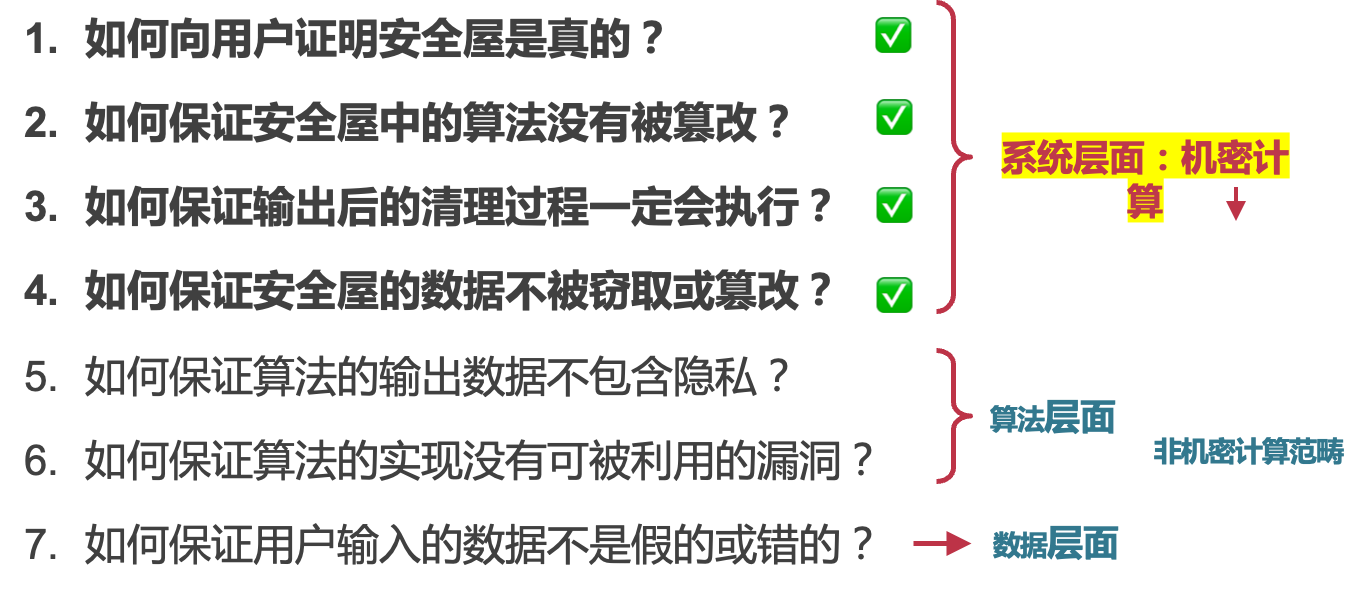 1. 如何向用户证明安全屋是真的？
2. 如何保证安全屋中的算法没有被篡改？
3. 如何保证输出后的清理过程一定会执行？
4. 如何保证安全屋的数据不被窃取或篡改？
系统层面：机密计
算
5. 如何保证算法的输出数据不包含隐私？
6. 如何保证算法的实现没有可被利用的漏洞？
算法层面
非机密计算范畴
7. 如何保证用户输入的数据不是假的或错的？
数据层面